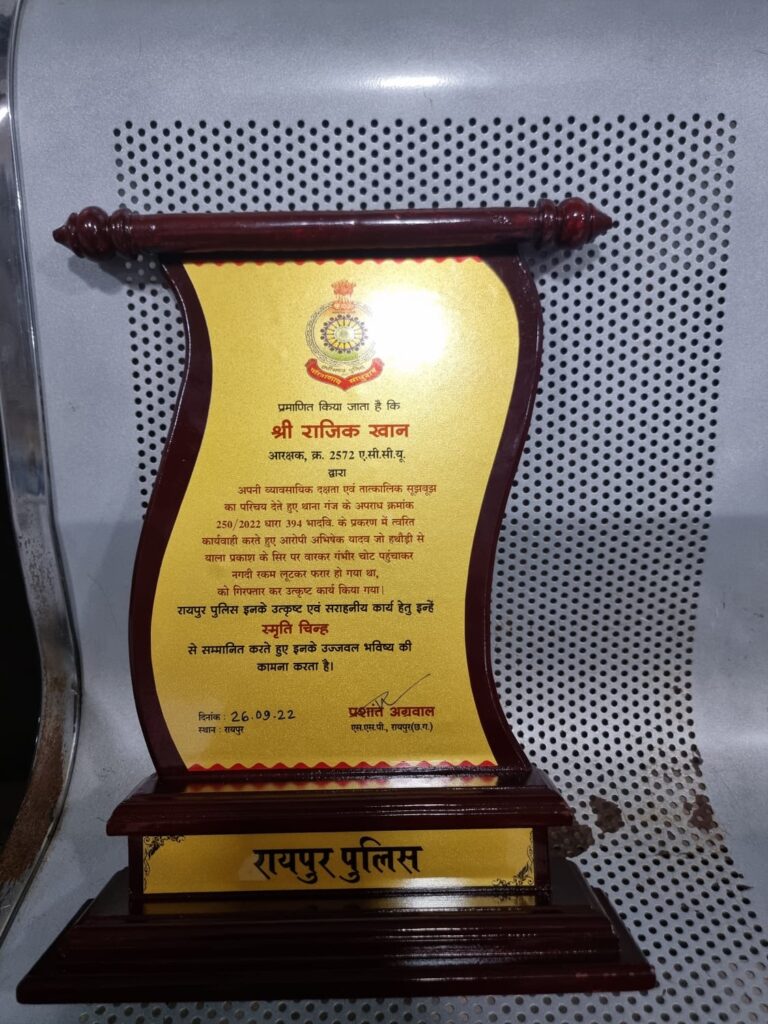 छत्तीसगढ़ पुलिस
परित्राणाय साधूनाम्
प्रमाणित किया जाता है कि
श्री राजिक खान
आरक्षक, क्र. 2572 ए.सी.सी.यू.
द्वारा
अपनी व्यावसायिक दक्षता एवं तात्कालिक सूझबूझ
का परिचय देते हुए थाना गंज के अपराध क्रमांक
250/2022 धारा 394 भादवि. के प्रकरण में त्वरित
कार्यवाही करते हुए आरोपी अभिषेक यादव जो हथौड़ी से
याला प्रकाश के सिर पर वारकर गंभीर चोट पहुंचाकर
नगदी रकम लूटकर फरार हो गया था,
को गिरफ्तार कर उत्कृष्ट कार्य किया गया।
रायपुर पुलिस इनके उत्कृष्ट एवं सराहनीय कार्य हेतु इन्हें
स्मृति चिन्ह
से सम्मानित करते हुए इनके उज्जवल भविष्य की
कामना करता है।
दिनांक : 26.09.22
स्थान : रायपुर
प्रशांत अग्रवाल
एस.एस.पी., रायपुर(छ.ग.)
रायपुर पुलिस